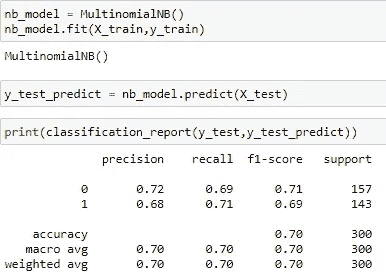 nb_model = MultinomialNB()
nb_model.fit(X_train,y_train)
MultinomialNB()
y_test_predict = nb_model.predict(X_test)
print(classification_report(y_test,y_test_predict))
precision recall f1-score support
0 0.72 0.69 0.71 157
1 0.68 0.71 0.69 143
accuracy 0.70 300
macro avg 0.70 0.70 0.70 300
weighted avg 0.70 0.70 0.70 300